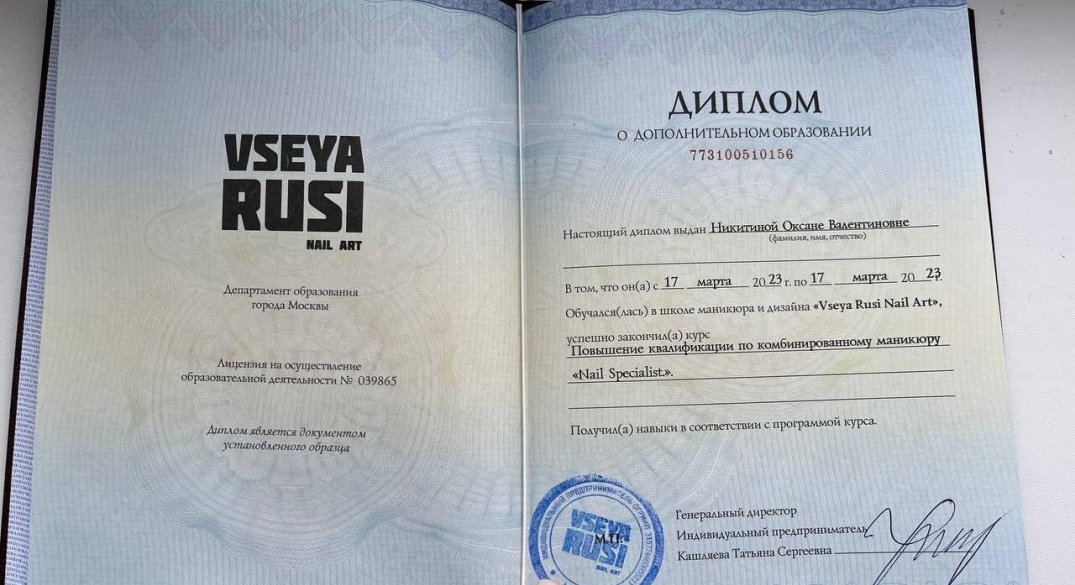 VSEYA
RUSI
NAIL ART
Департамент образования
города Москвы
Лицензия на осуществление
образовательной деятельности № 039865
Диплом является документом
установленного образца
ДИПЛОМ
О ДОПОЛНИТЕЛЬНОМ ОБРАЗОВАНИИ
773100510156
Настоящий диплом выдан Никитиной Оксане Валентиновне
(фамилия, имя, отчество)
В том, что он(а) с 17 марта 2023 г. по 17 марта 2023 г.
Обучался(лась) в школе маникюра и дизайна «Vseya Rusi Nail Art»,
успешно закончил(а) курс
Повышение квалификации по комбинированному маникюру
«Nail Specialist.».
Получил(а) навыки в соответствии с программой курса.
ИНДИВИДУАЛЬНЫЙ ПРЕДПРИНИМАТЕЛЬ
VSEYA
М.П.
RUSI
NAIL ART
Генеральный директор
Индивидуальный предприниматель
Кашляева Татьяна Сергеевна